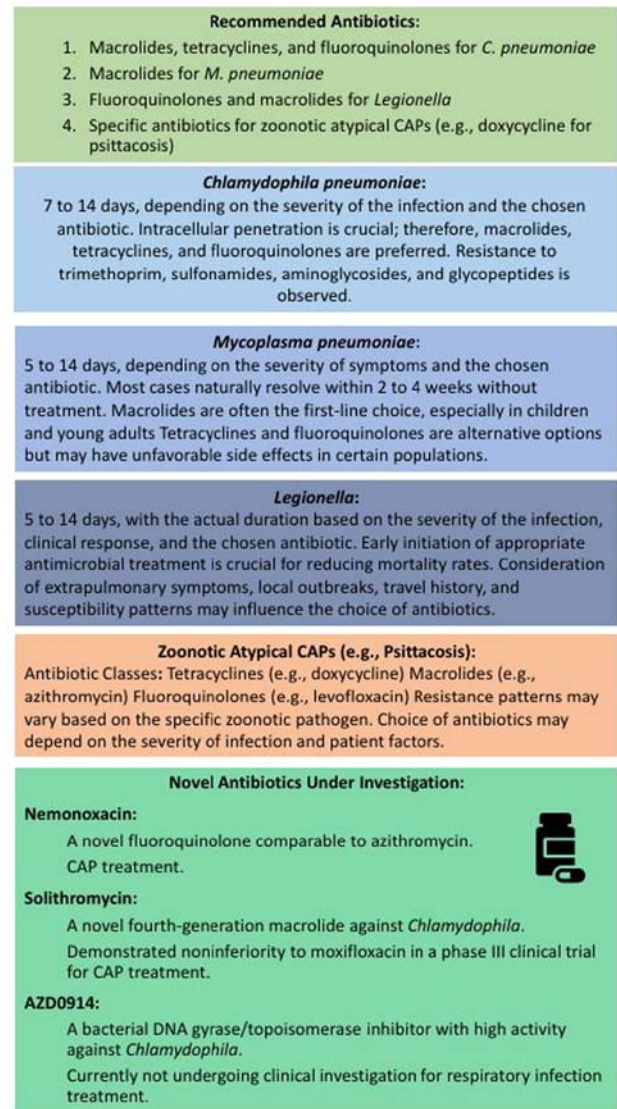 Recommended Antibiotics:
1. Macrolides, tetracyclines, and fluoroquinolones for C. pneumoniae
2. Macrolides for M. pneumoniae
3. Fluoroquinolones and macrolides for Legionella
4. Specific antibiotics for zoonotic atypical CAPs (e.g., doxycycline for
psittacosis)
Chlamydophila pneumoniae:
7 to 14 days, depending on the severity of the infection and the chosen
antibiotic. Intracellular penetration is crucial; therefore, macrolides,
tetracyclines, and fluoroquinolones are preferred. Resistance to
trimethoprim, sulfonamides, aminoglycosides, and glycopeptides is
observed.
Mycoplasma pneumoniae:
5 to 14 days, depending on the severity of symptoms and the chosen
antibiotic. Most cases naturally resolve within 2 to 4 weeks without
treatment. Macrolides are often the first-line choice, especially in children
and young adults Tetracyclines and fluoroquinolones are alternative options
but may have unfavorable side effects in certain populations.
Legionella:
5 to 14 days, with the actual duration based on the severity of the infection,
clinical response, and the chosen antibiotic. Early initiation of appropriate
antimicrobial treatment is crucial for reducing mortality rates. Consideration
of extrapulmonary symptoms, local outbreaks, travel history, and
susceptibility patterns may influence the choice of antibiotics.
Zoonotic Atypical CAPs (e.g., Psittacosis):
Antibiotic Classes: Tetracyclines (e.g., doxycycline) Macrolides (e.g.,
azithromycin) Fluoroquinolones (e.g., levofloxacin) Resistance patterns may
vary based on the specific zoonotic pathogen. Choice of antibiotics may
depend on the severity of infection and patient factors.
Novel Antibiotics Under Investigation:
Nemonoxacin:
A novel fluoroquinolone comparable to azithromycin.
CAP treatment.
Solithromycin:
A novel fourth-generation macrolide against Chlamydophila.
Demonstrated noninferiority to moxifloxacin in a phase III clinical trial
for CAP treatment.
AZD0914:
A bacterial DNA gyrase/topoisomerase inhibitor with high activity
against Chlamydophila.
Currently not undergoing clinical investigation for respiratory infection
treatment.